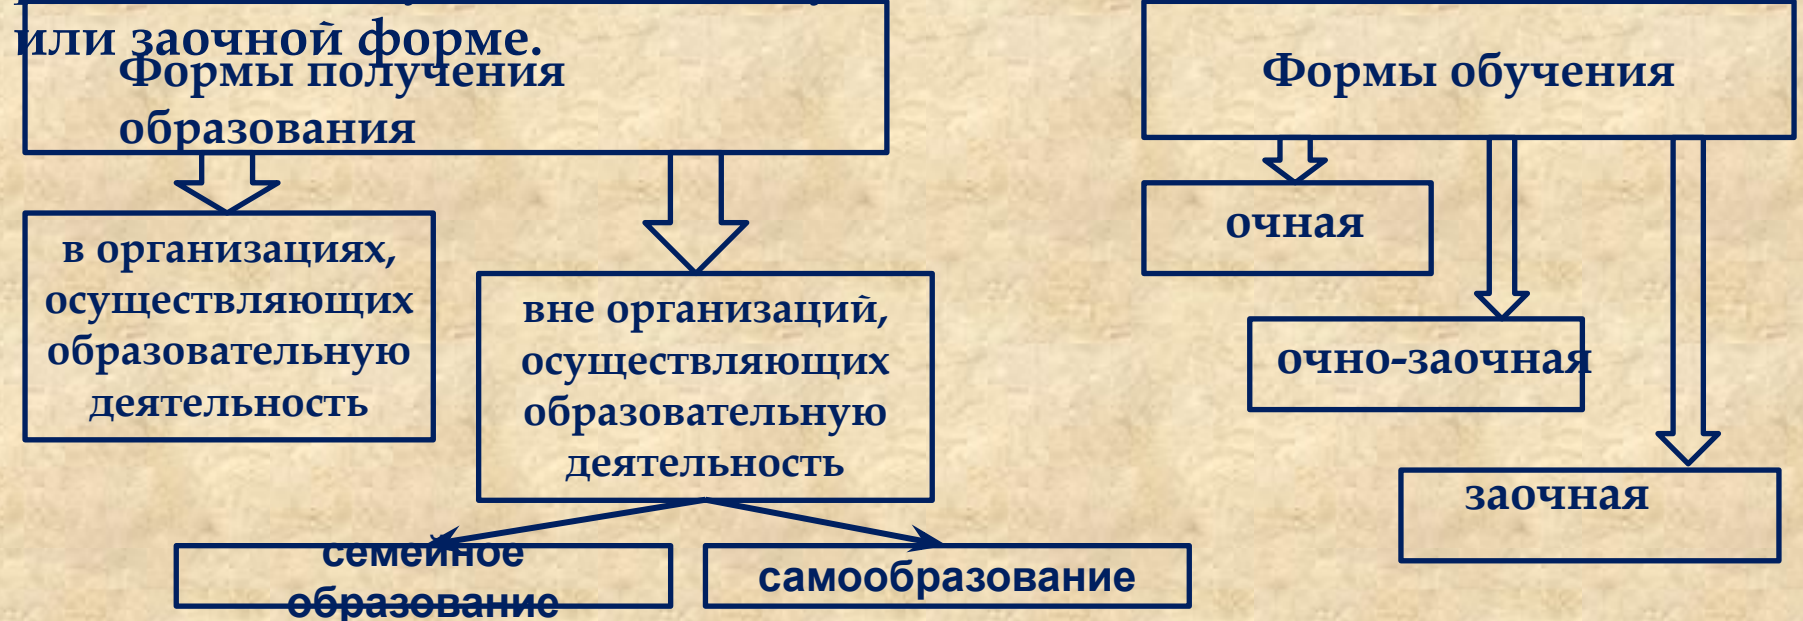 или заочной форме.
Формы получения
образования
Формы обучения
в организациях,
осуществляющих
образовательную
деятельность
вне организаций,
осуществляющих
образовательную
деятельность
семейное
образование
самообразование
очная
очно-заочная
заочная